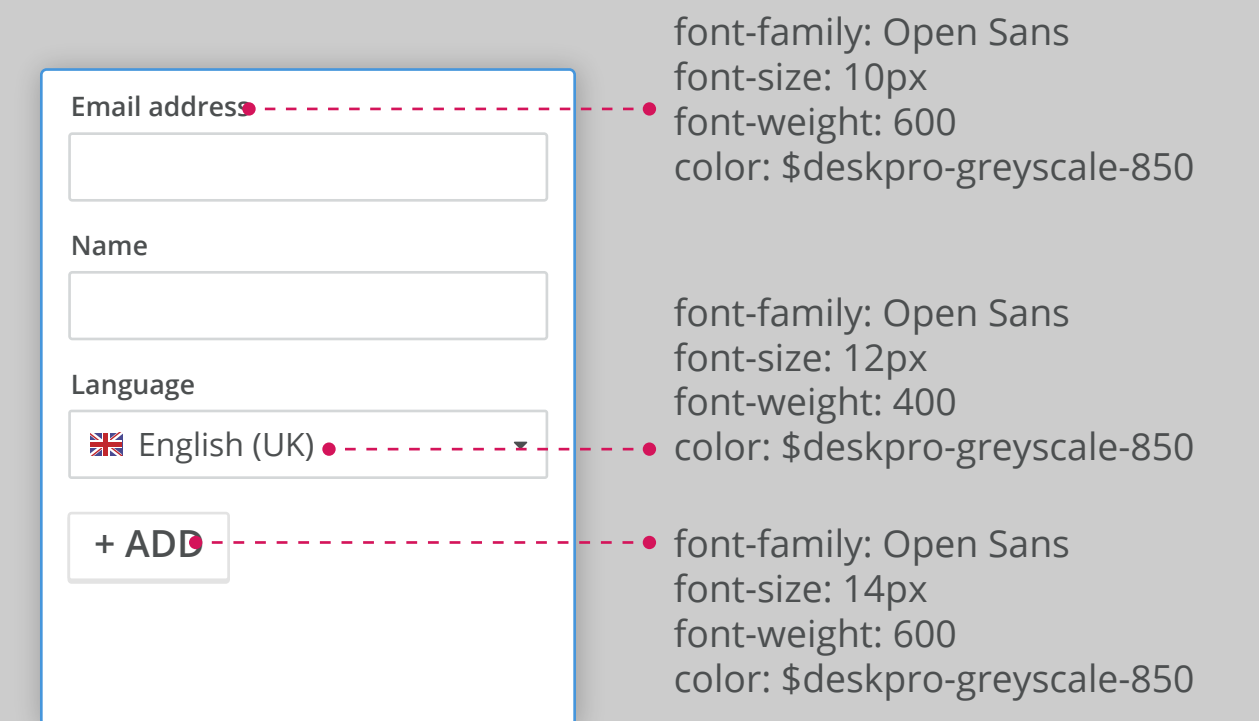 Email address
Name
Language
English (UK)
+ ADD
font-family: Open Sans
font-size: 10px
font-weight: 600
color: $deskpro-greyscale-850
font-family: Open Sans
font-size: 12px
font-weight: 400
color: $deskpro-greyscale-850
font-family: Open Sans
font-size: 14px
font-weight: 600
color: $deskpro-greyscale-850